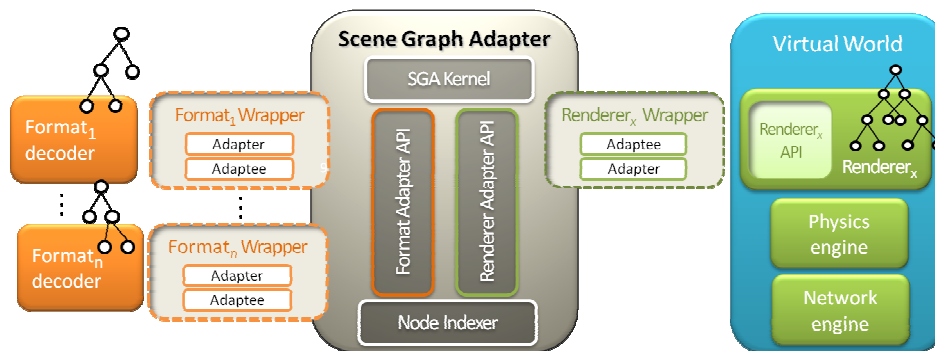 Scene Graph Adapter
SGA Kernel
Format Adapter API
Renderer Adapter API
Node Indexer
Format1
decoder
Formatn
decoder
Format1 Wrapper
Adapter
Adaptee
Formatn Wrapper
Adapter
Adaptee
Rendererx Wrapper
Adaptee
Adapter
Virtual World
Rendererx
API
Rendererx
Physics
engine
Network
engine